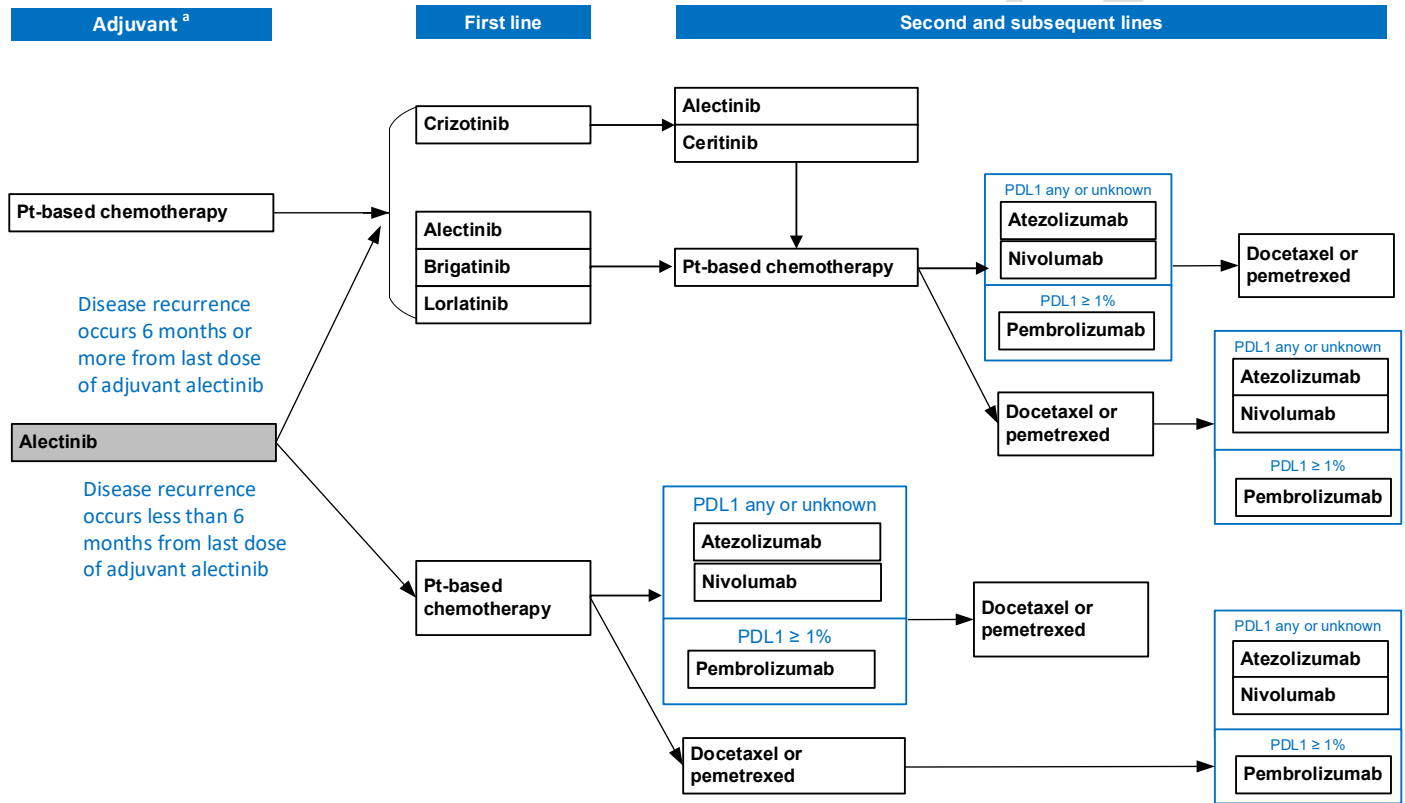 Adjuvant a
First line
Second and subsequent lines
Crizotinib
Alectinib
Ceritinib
Pt-based chemotherapy
Alectinib
Brigatinib
Lorlatinib
Pt-based chemotherapy
PDL1 any or unknown
Atezolizumab
Nivolumab
PDL1 ≥ 1%
Pembrolizumab
Docetaxel or
pemetrexed
Disease recurrence
occurs 6 months or
more from last dose
of adjuvant alectinib
Docetaxel or
pemetrexed
PDL1 any or unknown
Atezolizumab
Nivolumab
PDL1 ≥ 1%
Pembrolizumab
Alectinib
Disease recurrence
occurs less than 6
months from last dose
of adjuvant alectinib
Pt-based
chemotherapy
PDL1 any or unknown
Atezolizumab
Nivolumab
PDL1 ≥ 1%
Pembrolizumab
Docetaxel or
pemetrexed
Docetaxel or
pemetrexed
PDL1 any or unknown
Atezolizumab
Nivolumab
PDL1 ≥ 1%
Pembrolizumab